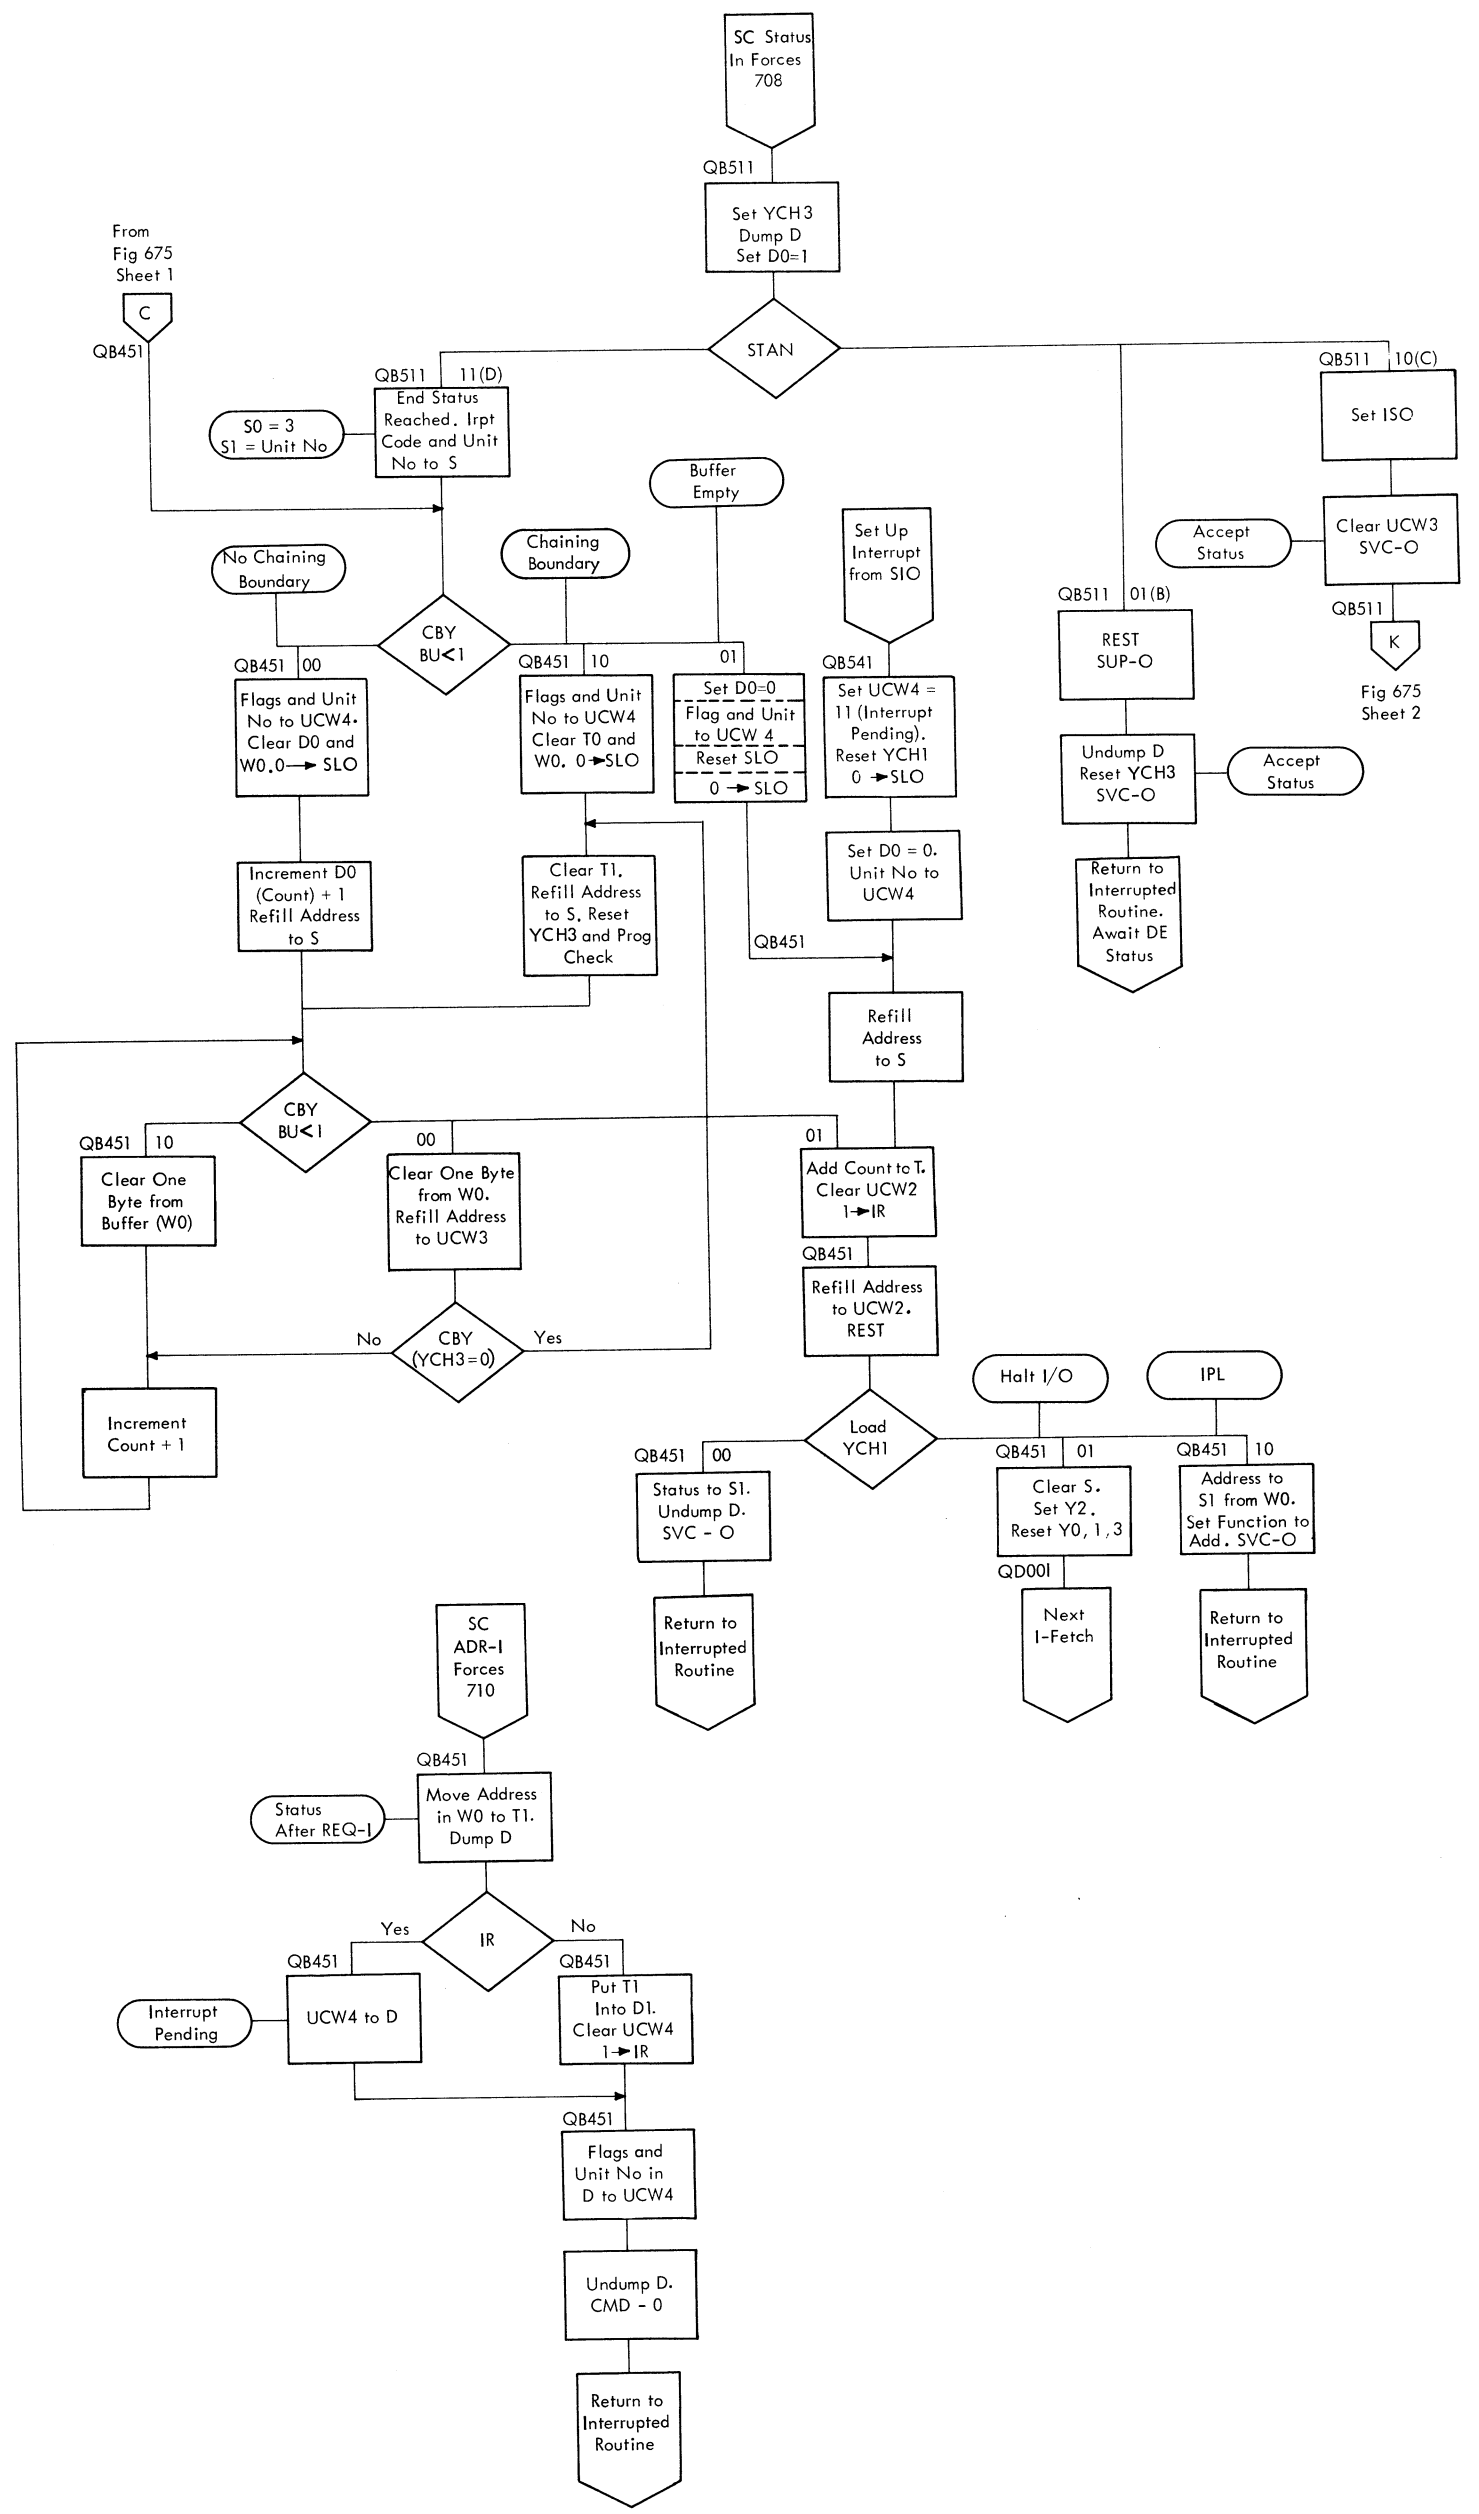 SC Status
In Forces
708
QB511
Set YCH3
Dump D
Set D0=1
From
Fig 675
Sheet 1
C
QB451
STAN
QB511 11(D)
End Status
Reached. Irpt
Code and Unit
No to S
S0 = 3
S1 = Unit No
QB511 10(C)
Set ISO
Clear UCW3
SVC-O
Accept
Status
QB511
K
Fig 675
Sheet 2
QB511 01(B)
REST
SUP-O
Undump D
Reset YCH3
SVC-O
Accept
Status
Return to
Interrupted
Routine.
Await DE
Status
Buffer
Empty
Chaining
Boundary
No Chaining
Boundary
CBY
BU<1
QB451 00
Flags and Unit
No to UCW4.
Clear D0 and
W0.0→ SLO
Increment D0
(Count) + 1
Refill Address
to S
QB451 10
Flags and Unit
No to UCW4
Clear T0 and
W0. 0→SLO
Clear T1.
Refill Address
to S. Reset
YCH3 and Prog
Check
01
Set D0=0
Flag and Unit
to UCW 4
Reset SLO
0 → SLO
QB451
Set Up
Interrupt
from SIO
QB541
Set UCW4 =
11 (Interrupt
Pending).
Reset YCH1
0 → SLO
Set D0 = 0.
Unit No to
UCW4
Refill
Address
to S
CBY
BU<1
QB451 10
Clear One
Byte from
Buffer (W0)
00
Clear One Byte
from W0.
Refill Address
to UCW3
CBY
(YCH3=0)
No
Yes
Increment
Count + 1
01
Add Count to T.
Clear UCW2
1→IR
QB451
Refill Address
to UCW2.
REST
Load
YCH1
Halt I/O
IPL
QB451 00
Status to S1.
Undump D.
SVC - O
Return to
Interrupted
Routine
QB451 01
Clear S.
Set Y2.
Reset Y0, 1, 3
QD001
Next
I-Fetch
QB451 10
Address to
S1 from W0.
Set Function to
Add. SVC-O
Return to
Interrupted
Routine
SC
ADR-I
Forces
710
QB451
Move Address
in W0 to T1.
Dump D
Status
After REQ-I
IR
Yes
No
QB451
UCW4 to D
Interrupt
Pending
QB451
Put T1
Into D1.
Clear UCW4
1→IR
QB451
Flags and
Unit No in
D to UCW4
Undump D.
CMD - 0
Return to
Interrupted
Routine